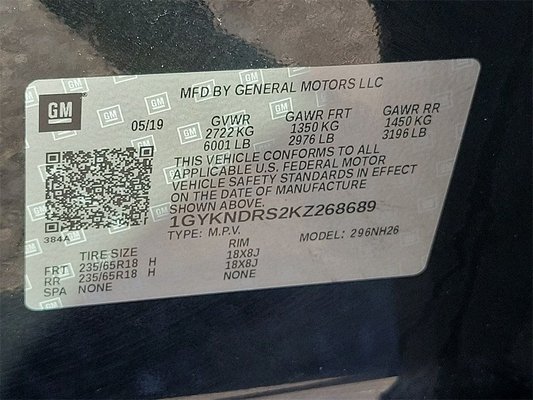 MFD BY GENERAL MOTORS LLC
GM
05/19 GVWR GAWR FRT GAWR RR
2722 KG 1350 KG 1450 KG
6001 LB 2976 LB 3196 LB
THIS VEHICLE CONFORMS TO ALL
APPLICABLE U.S. FEDERAL MOTOR
VEHICLE SAFETY STANDARDS IN EFFECT
ON THE DATE OF MANUFACTURE
SHOWN ABOVE.
1GYKNDRS2KZ268689
384A
TYPE: M.P.V. MODEL: 296NH26
TIRE SIZE RIM
FRT 235/65R18 H 18X8J
RR 235/65R18 H 18X8J
SPA NONE NONE